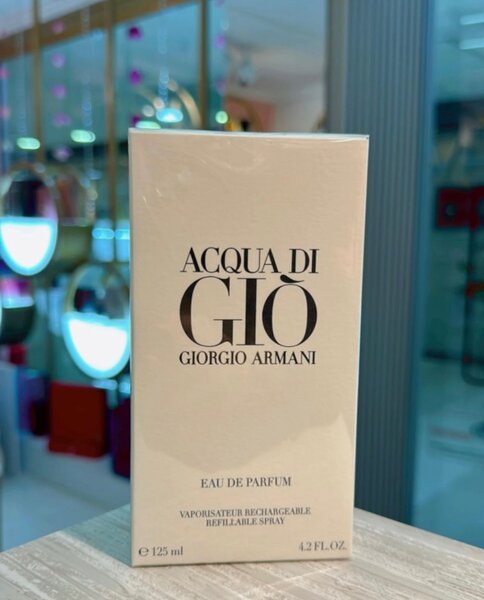 ACQUA DI
GIÒ
GIORGIO ARMANI
EAU DE PARFUM
VAPORISATEUR RECHARGEABLE
REFILLABLE SPRAY
℮ 125 ml 4.2 FL.OZ.